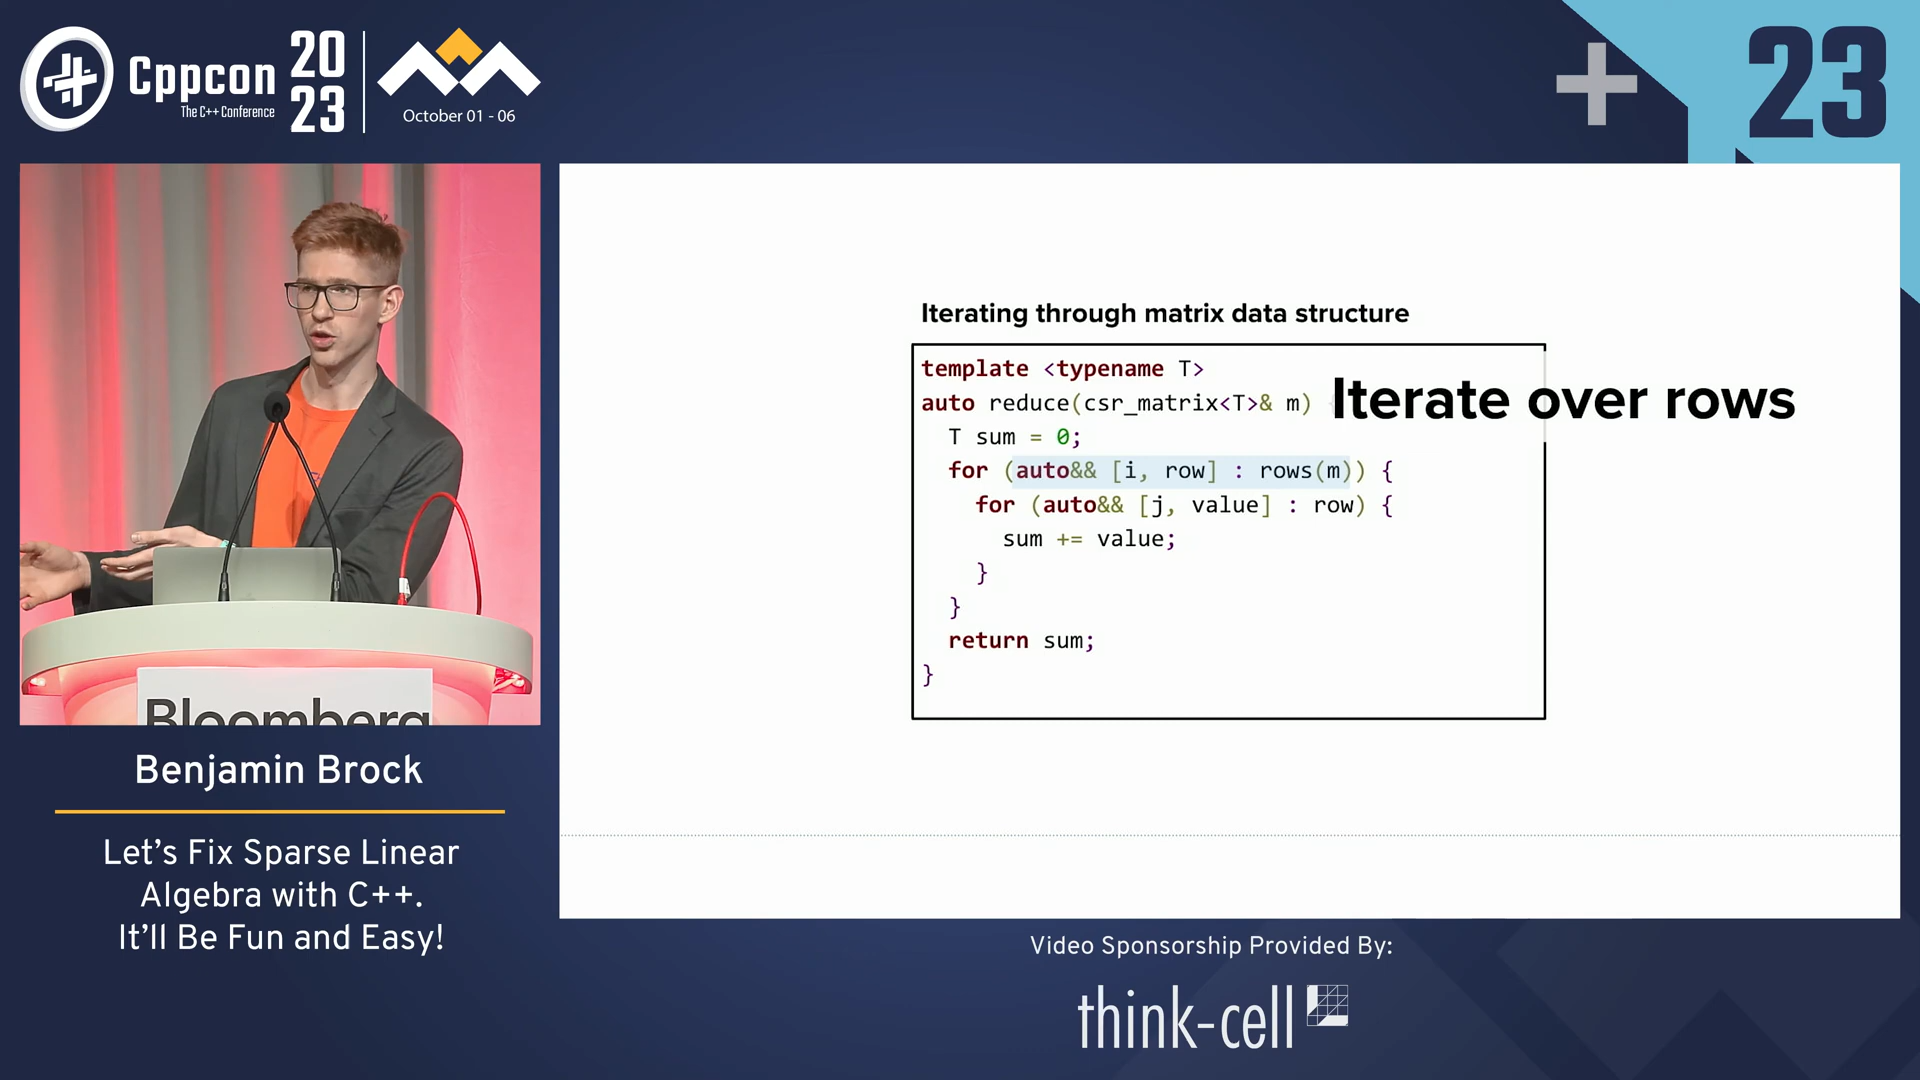 Cppcon
The C++ Conference
20
23
October 01 - 06
23
Iterating through matrix data structure
template <typename T>
auto reduce(csr_matrix<T>& m)
Iterate over rows
T sum = 0;
for (auto&& [i, row] : rows(m)) {
for (auto&& [j, value] : row) {
sum += value;
}
}
return sum;
}
Bloomberg
Benjamin Brock
Let's Fix Sparse Linear
Algebra with C++.
It'll Be Fun and Easy!
Video Sponsorship Provided By:
think-cell